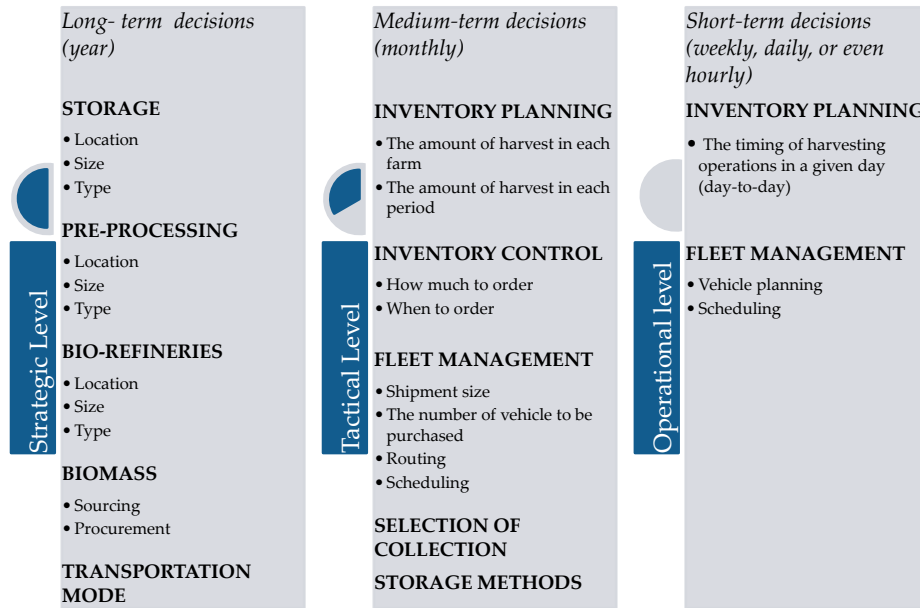 Strategic Level
Long- term decisions
(year)
STORAGE
• Location
• Size
• Type
PRE-PROCESSING
• Location
• Size
• Type
BIO-REFINERIES
• Location
• Size
• Type
BIOMASS
• Sourcing
• Procurement
TRANSPORTATION
MODE
Tactical Level
Medium-term decisions
(monthly)
INVENTORY PLANNING
• The amount of harvest in each
farm
• The amount of harvest in each
period
INVENTORY CONTROL
• How much to order
• When to order
FLEET MANAGEMENT
• Shipment size
• The number of vehicle to be
purchased
• Routing
• Scheduling
SELECTION OF
COLLECTION
STORAGE METHODS
Operational level
Short-term decisions
(weekly, daily, or even
hourly)
INVENTORY PLANNING
• The timing of harvesting
operations in a given day
(day-to-day)
FLEET MANAGEMENT
• Vehicle planning
• Scheduling